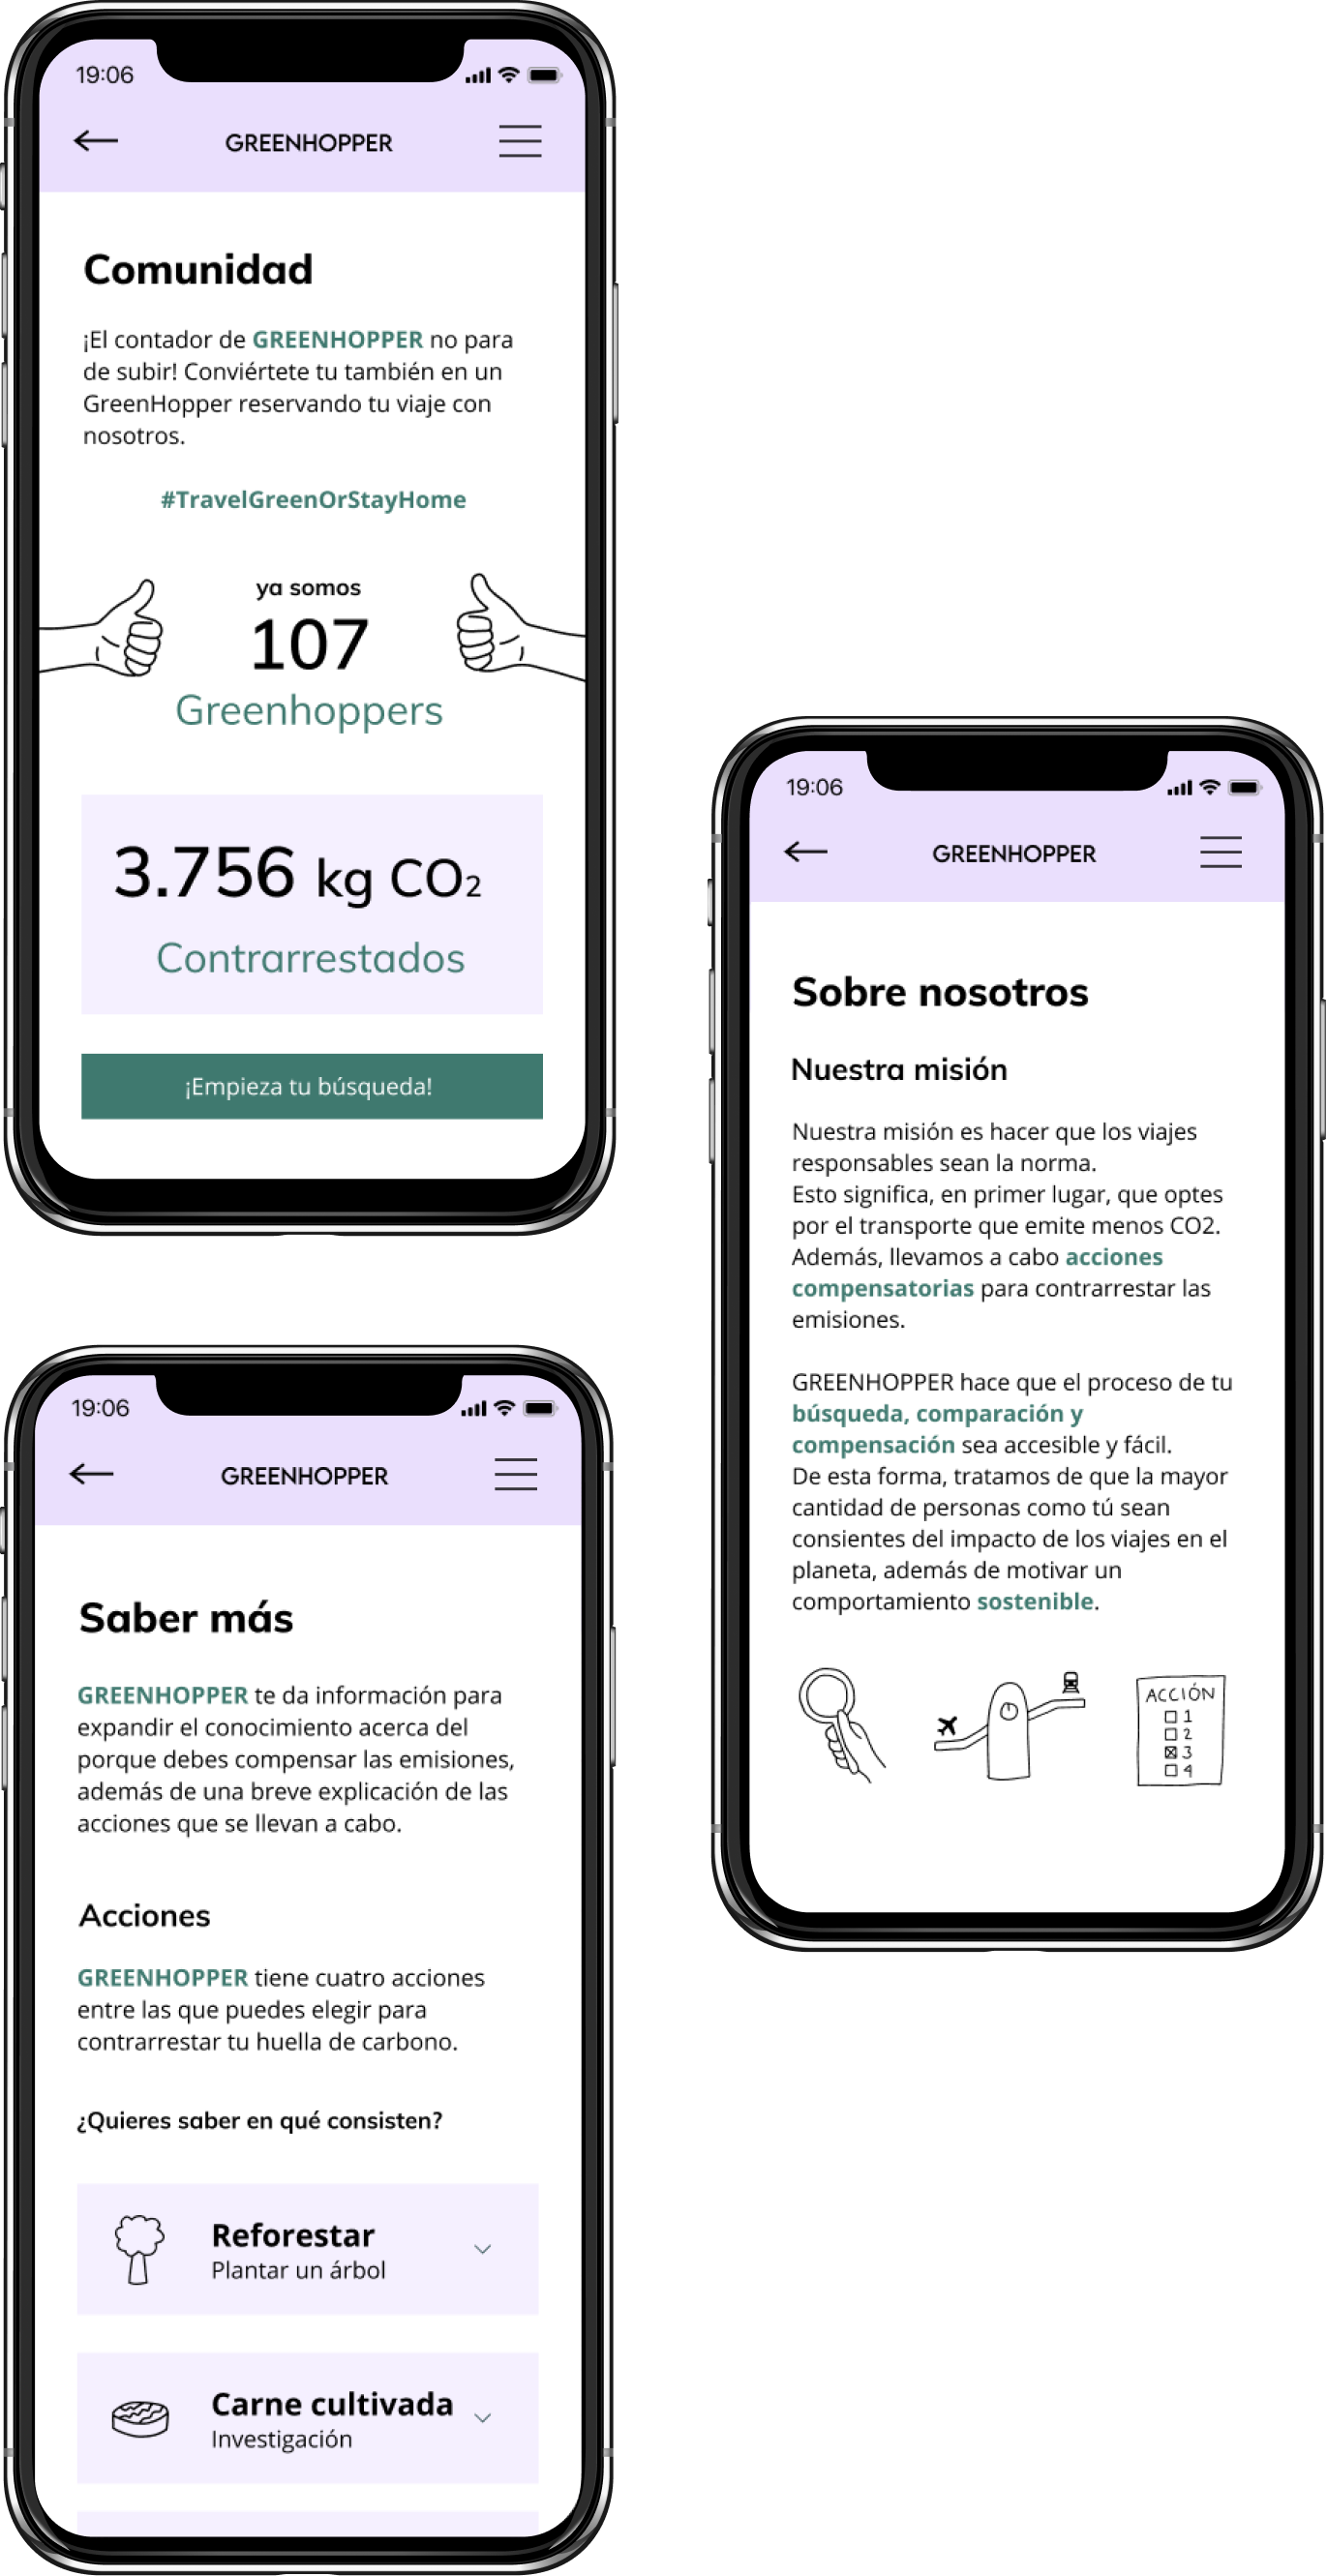 19:06
GREENHOPPER
Comunidad
¡El contador de GREENHOPPER no para
de subir! Conviértete tu también en un
GreenHopper reservando tu viaje con
nosotros.
#TravelGreenOrStayHome
ya somos
107
Greenhoppers
3.756 kg CO₂
Contrarrestados
¡Empieza tu búsqueda!
19:06
GREENHOPPER
Sobre nosotros
Nuestra misión
Nuestra misión es hacer que los viajes
responsables sean la norma.
Esto significa, en primer lugar, que optes
por el transporte que emite menos CO2.
Además, llevamos a cabo acciones
compensatorias para contrarrestar las
emisiones.
GREENHOPPER hace que el proceso de tu
búsqueda, comparación y
compensación sea accesible y fácil.
De esta forma, tratamos de que la mayor
cantidad de personas como tú sean
consientes del impacto de los viajes en el
planeta, además de motivar un
comportamiento sostenible.
ACCIÓN
1
2
3
4
19:06
GREENHOPPER
Saber más
GREENHOPPER te da información para
expandir el conocimiento acerca del
porque debes compensar las emisiones,
además de una breve explicación de las
acciones que se llevan a cabo.
Acciones
GREENHOPPER tiene cuatro acciones
entre las que puedes elegir para
contrarrestar tu huella de carbono.
¿Quieres saber en qué consisten?
Reforestar
Plantar un árbol
Carne cultivada
Investigación